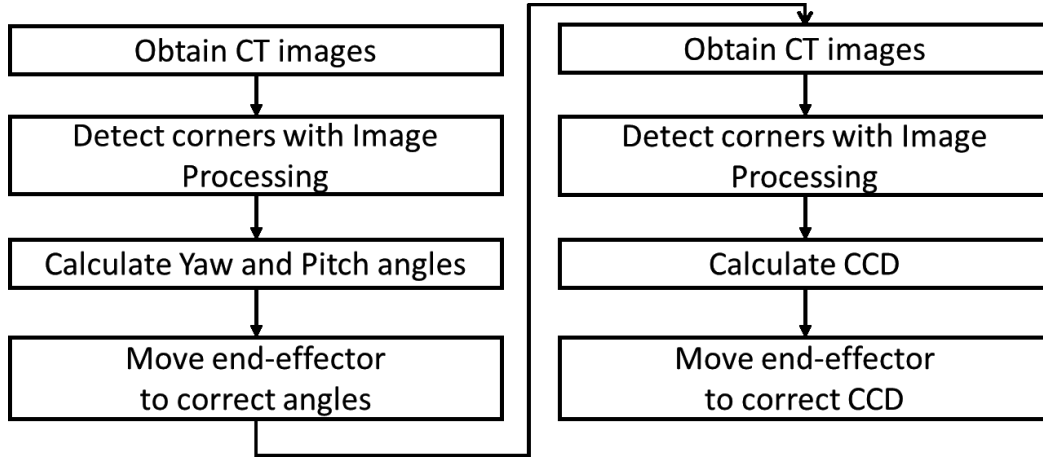 Obtain CT images
Detect corners with Image
Processing
Calculate Yaw and Pitch angles
Move end-effector
to correct angles
Obtain CT images
Detect corners with Image
Processing
Calculate CCD
Move end-effector
to correct CCD